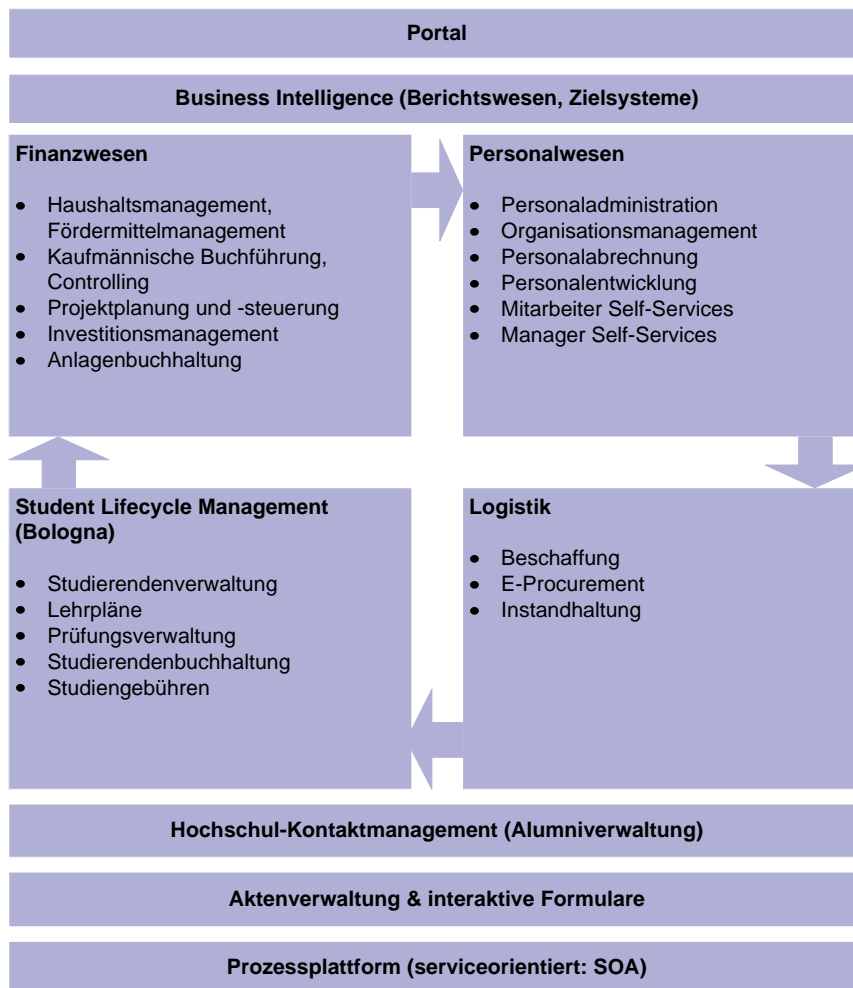 Portal
Business Intelligence (Berichtswesen, Zielsysteme)
Finanzwesen
• Haushaltsmanagement,
Fördermittelmanagement
• Kaufmännische Buchführung,
Controlling
• Projektplanung und -steuerung
• Investitionsmanagement
• Anlagenbuchhaltung
Personalwesen
• Personaladministration
• Organisationsmanagement
• Personalabrechnung
• Personalentwicklung
• Mitarbeiter Self-Services
• Manager Self-Services
Student Lifecycle Management
(Bologna)
• Studierendenverwaltung
• Lehrpläne
• Prüfungsverwaltung
• Studierendenbuchhaltung
• Studiengebühren
Logistik
• Beschaffung
• E-Procurement
• Instandhaltung
Hochschul-Kontaktmanagement (Alumniverwaltung)
Aktenverwaltung & interaktive Formulare
Prozessplattform (serviceorientiert: SOA)